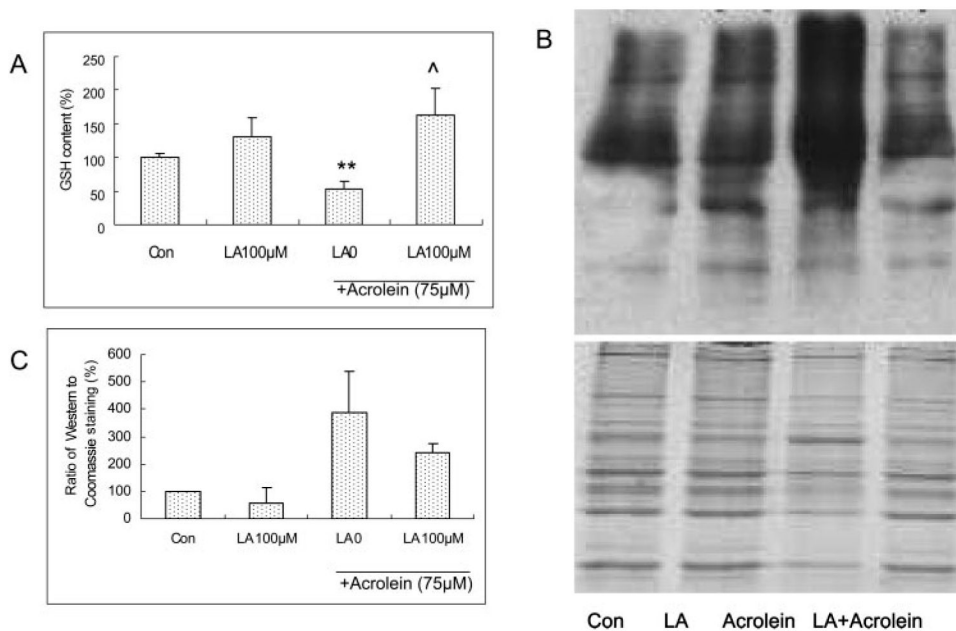 A
GSH content (%)
250
200
150
100
50
0
^
**
Con
LA100μM
LA0
LA100μM
+Acrolein (75μM)
B
C
Ratio of Western to
Coomassie staining (%)
600
500
400
300
200
100
0
Con
LA100μM
LA0
LA100μM
+Acrolein (75μM)
Con LA Acrolein LA+Acrolein